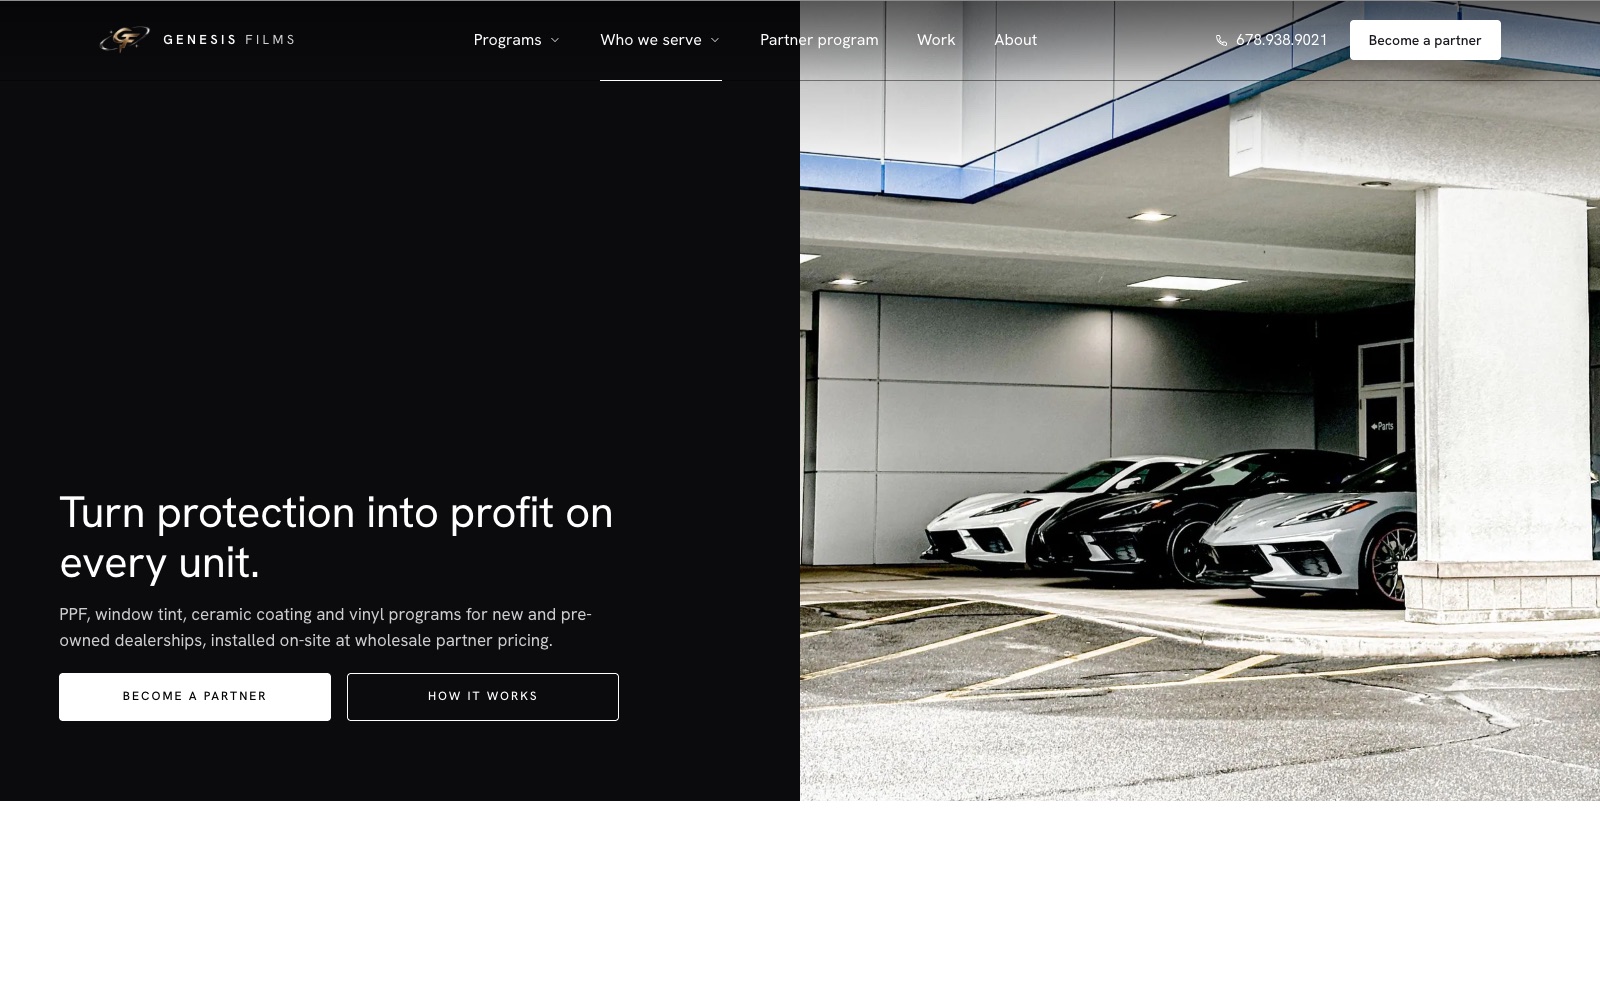 GENESIS FILMS
Programs
Who we serve
Partner program
Work
About
678.938.9021
Become a partner
Parts
Turn protection into profit on
every unit.
PPF, window tint, ceramic coating and vinyl programs for new and pre-
owned dealerships, installed on-site at wholesale partner pricing.
BECOME A PARTNER
HOW IT WORKS